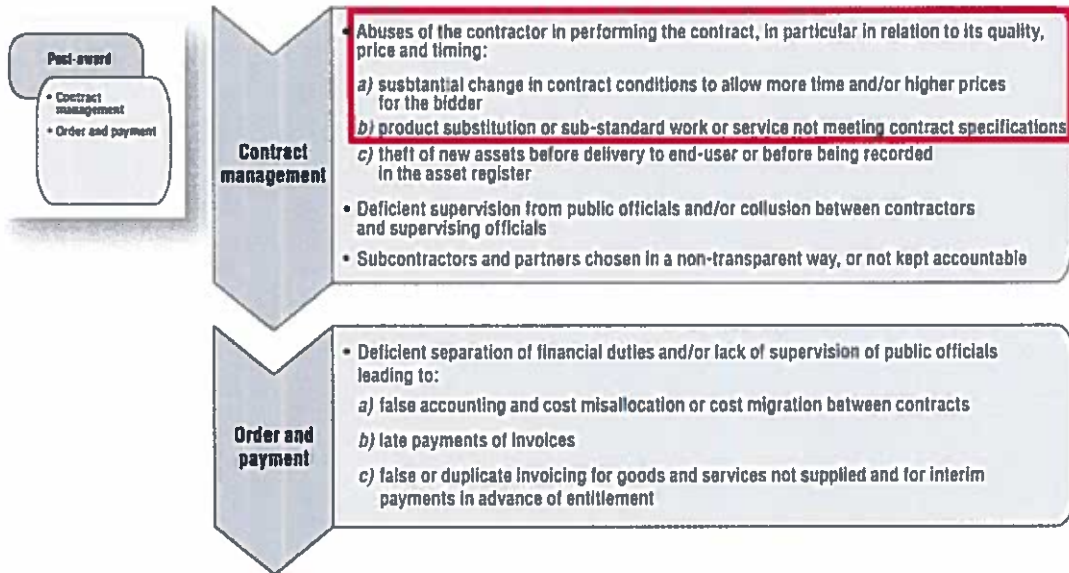 Post-award
• Contract
management
• Order and payment
Contract
management
• Abuses of the contractor in performing the contract, in particular in relation to its quality,
price and timing:
a) susbtantial change in contract conditions to allow more time and/or higher prices
for the bidder
b) product substitution or sub-standard work or service not meeting contract specifications
c) theft of new assets before delivery to end-user or before being recorded
in the asset register
• Deficient supervision from public officials and/or collusion between contractors
and supervising officials
• Subcontractors and partners chosen in a non-transparent way, or not kept accountable
Order and
payment
• Deficient separation of financial duties and/or lack of supervision of public officials
leading to:
a) false accounting and cost misallocation or cost migration between contracts
b) late payments of invoices
c) false or duplicate invoicing for goods and services not supplied and for interim
payments in advance of entitlement